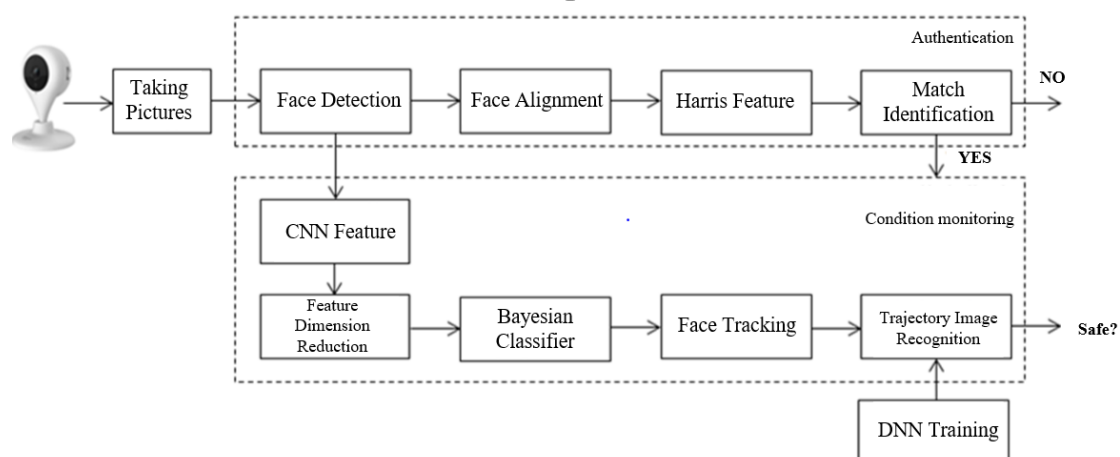 Authentication
Taking
Pictures
Face Detection
Face Alignment
Harris Feature
Match
Identification
NO
YES
Condition monitoring
CNN Feature
Feature
Dimension
Reduction
Bayesian
Classifier
Face Tracking
Trajectory Image
Recognition
Safe?
DNN Training